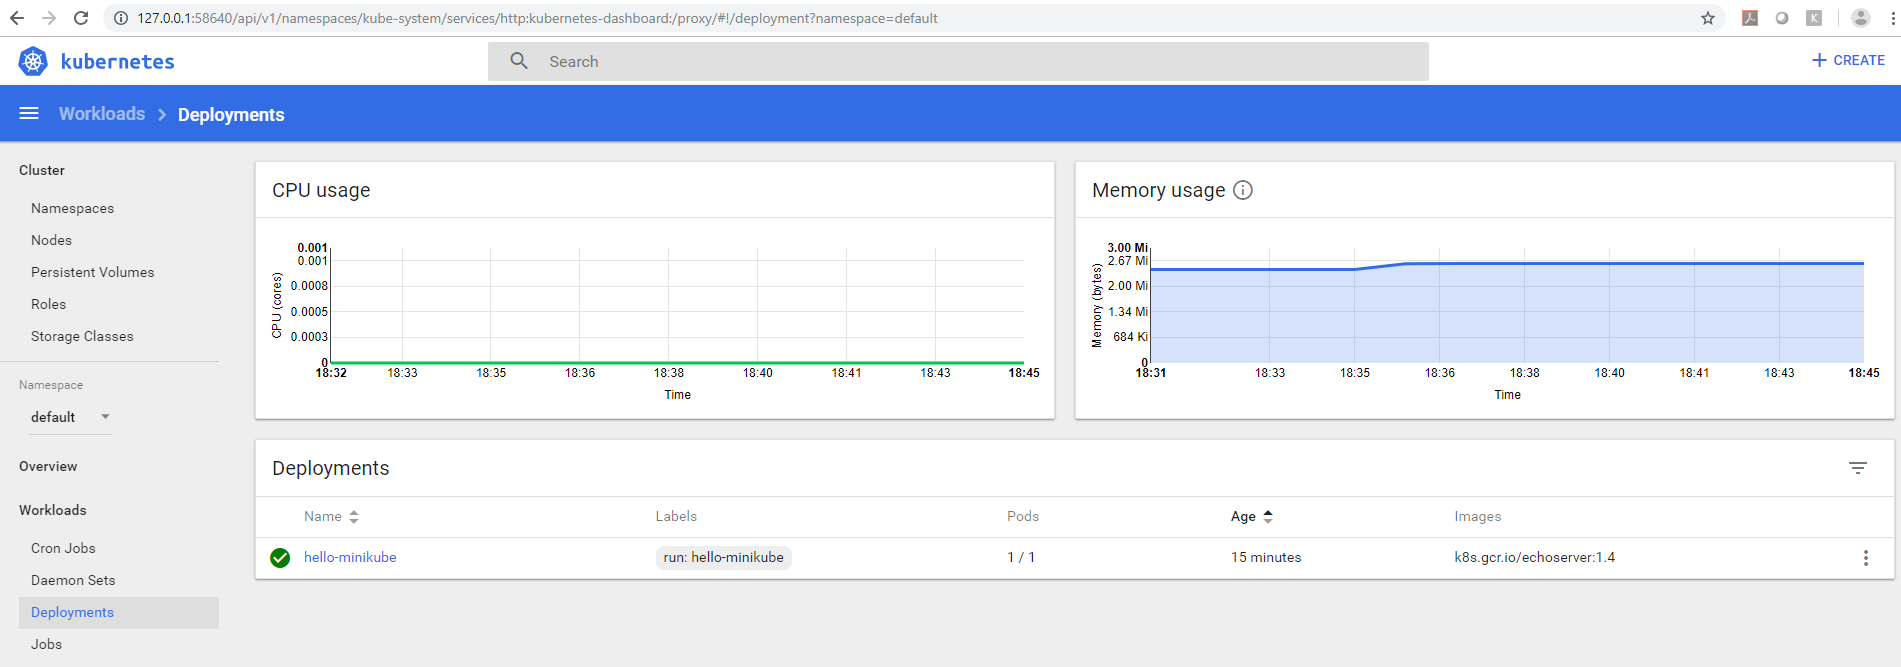 127.0.0.1:58640/api/v1/namespaces/kube-system/services/http:kubernetes-dashboard:/proxy/#!/deployment?namespace=default
K
kubernetes
Search
CREATE
Workloads
Deployments
Cluster
Namespaces
Nodes
Persistent Volumes
Roles
Storage Classes
Namespace
default
Overview
Workloads
Cron Jobs
Daemon Sets
Deployments
Jobs
CPU usage
CPU (cores)
0.001
0.001
0.0008
0.0005
0.0003
0
18:32 18:33 18:35 18:36 18:38 18:40 18:41 18:43 18:45
Time
Memory usage
Memory (bytes)
3.00 Mi
2.67 Mi
2.00 Mi
1.34 Mi
684 Ki
0
18:31 18:33 18:35 18:36 18:38 18:40 18:41 18:43 18:45
Time
Deployments
Name Labels Pods Age Images
hello-minikube run: hello-minikube 1 / 1 15 minutes k8s.gcr.io/echoserver:1.4